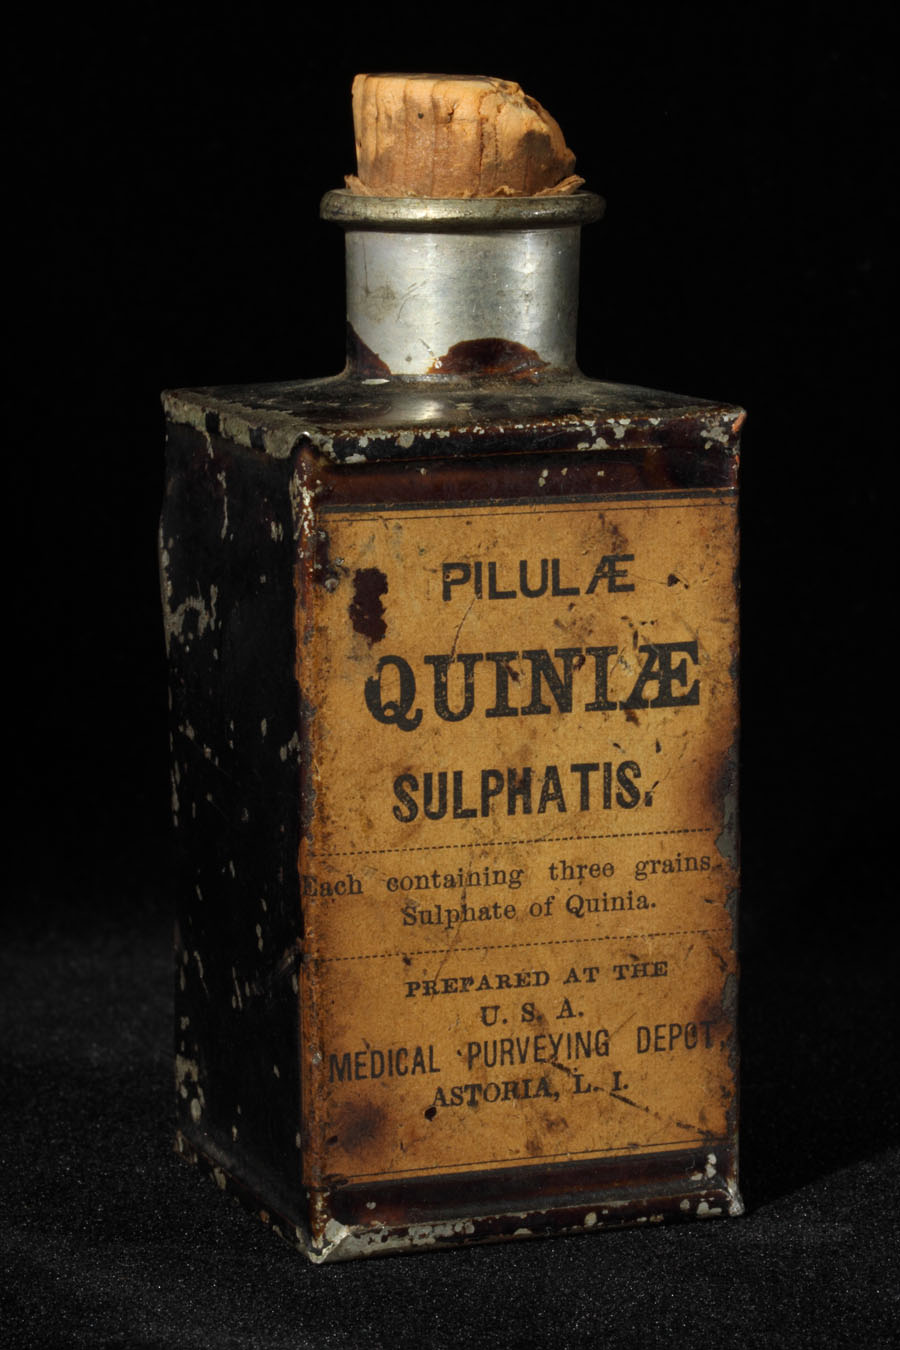 PILULÆ
QUINIÆ
SULPHATIS.
Each containing three grains
Sulphate of Quinia.
PREPARED AT THE
U. S. A.
MEDICAL PURVEYING DEPOT,
ASTORIA, L. I.